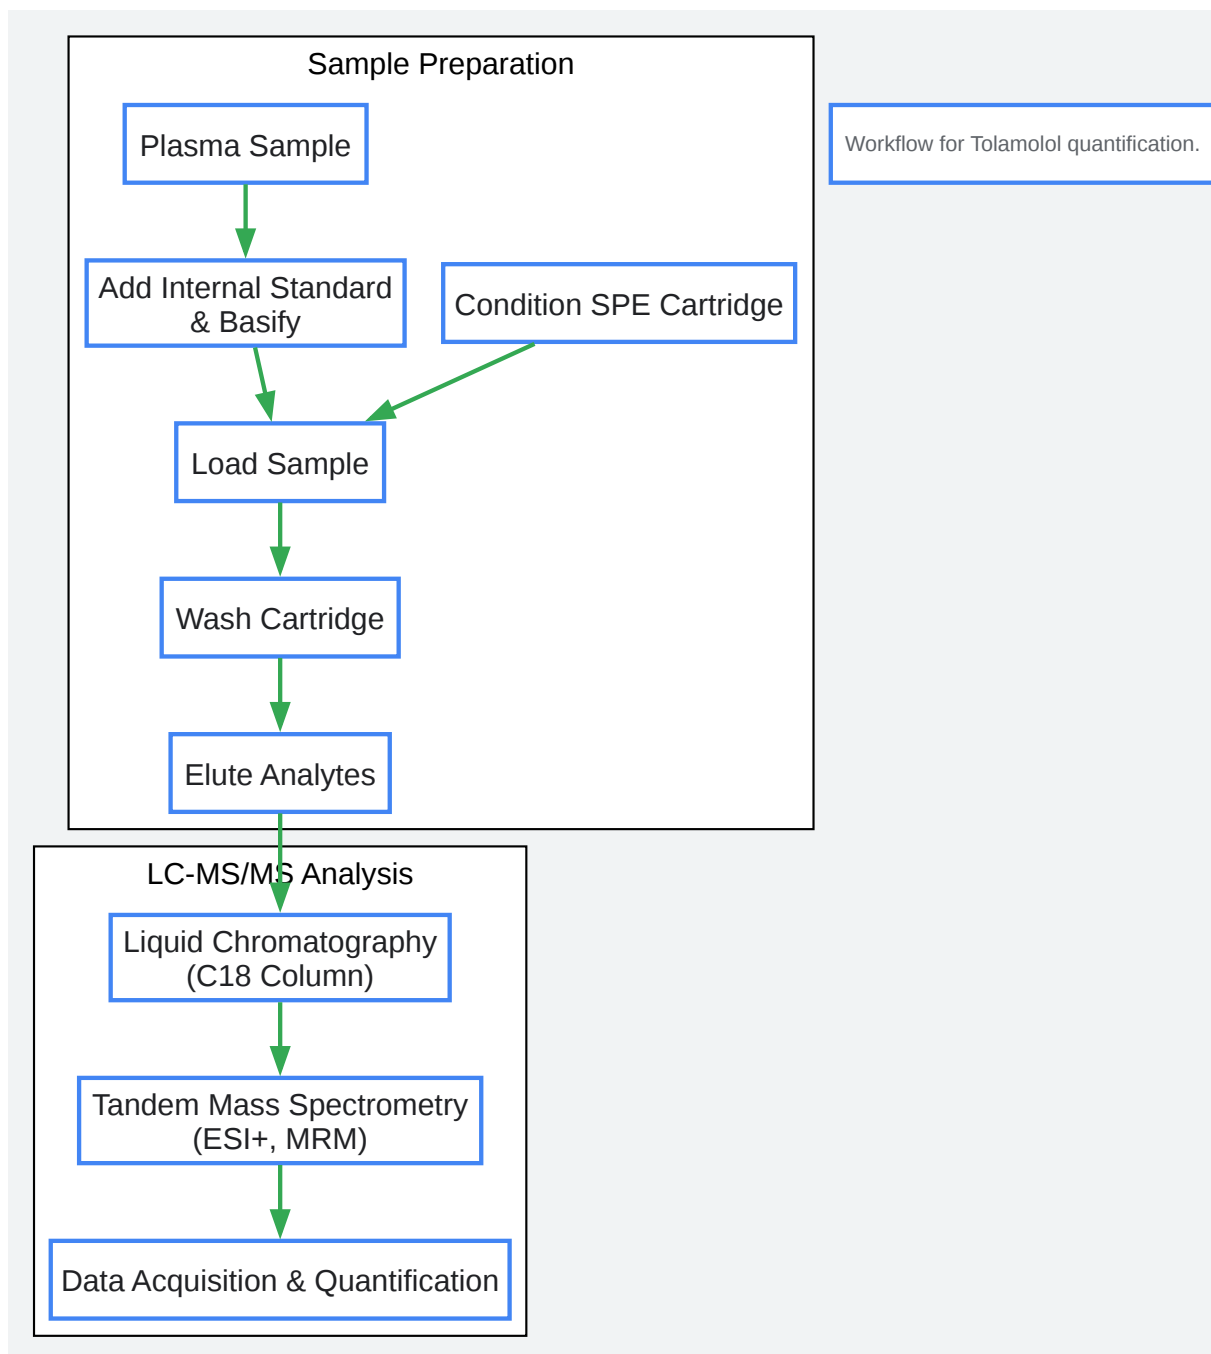 Sample Preparation
Plasma Sample
Workflow for Tolamolol quantification.
Add Internal Standard
& Basify
Condition SPE Cartridge
Load Sample
Wash Cartridge
Elute Analytes
LC-MS/MS Analysis
Liquid Chromatography
(C18 Column)
Tandem Mass Spectrometry
(ESI+, MRM)
Data Acquisition & Quantification